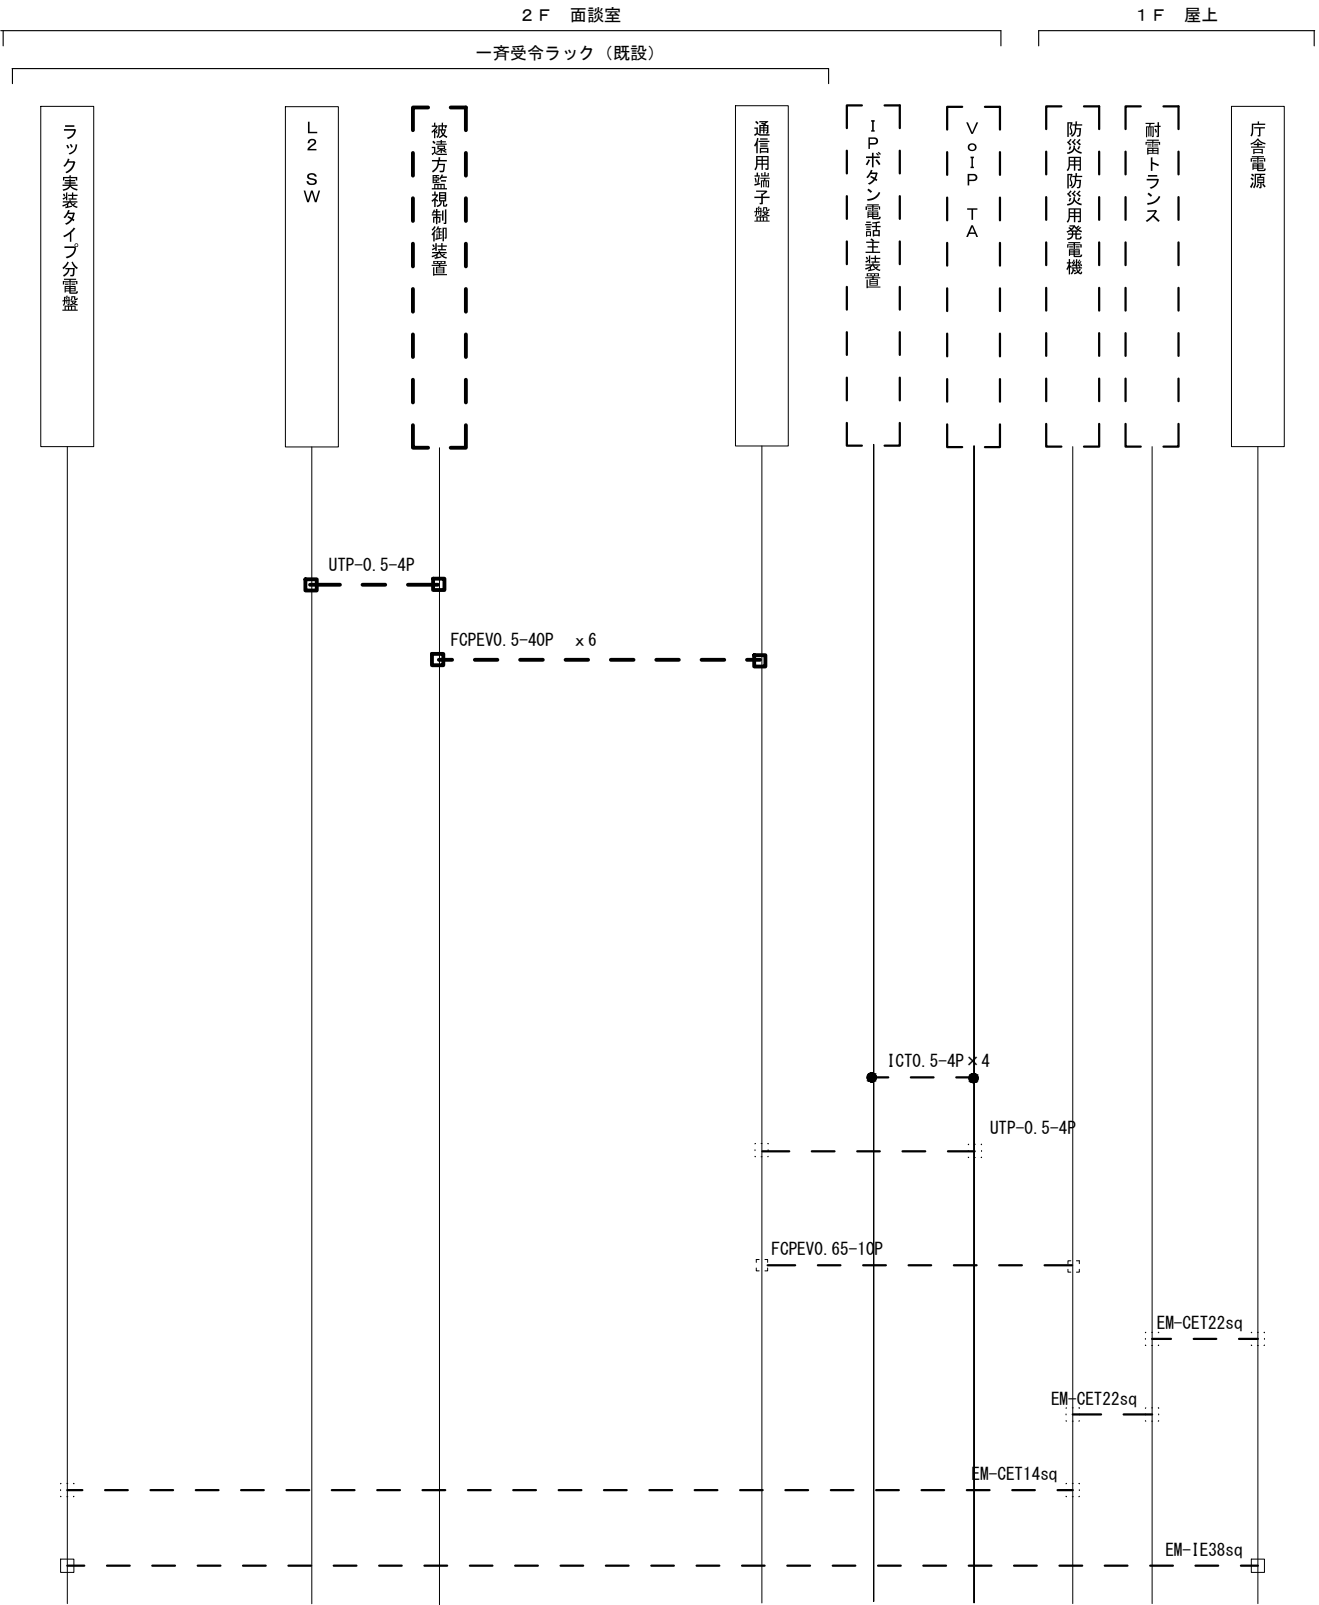 ２Ｆ　面談室
１Ｆ　屋上
一斉受令ラック（既設）
ラック実装タイプ分電盤
Ｌ２　ＳＷ
被遠方監視制御装置
通信用端子盤
ＩＰボタン電話主装置
ＶｏＩＰ　ＴＡ
防災用防災用発電機
耐雷トランス
庁舎電源
UTP-0.5-4P
FCPEV0.5-40P　×6
ICT0.5-4P×4
UTP-0.5-4P
FCPEV0.65-10P
EM-CET22sq
EM-CET22sq
EM-CET14sq
EM-IE38sq